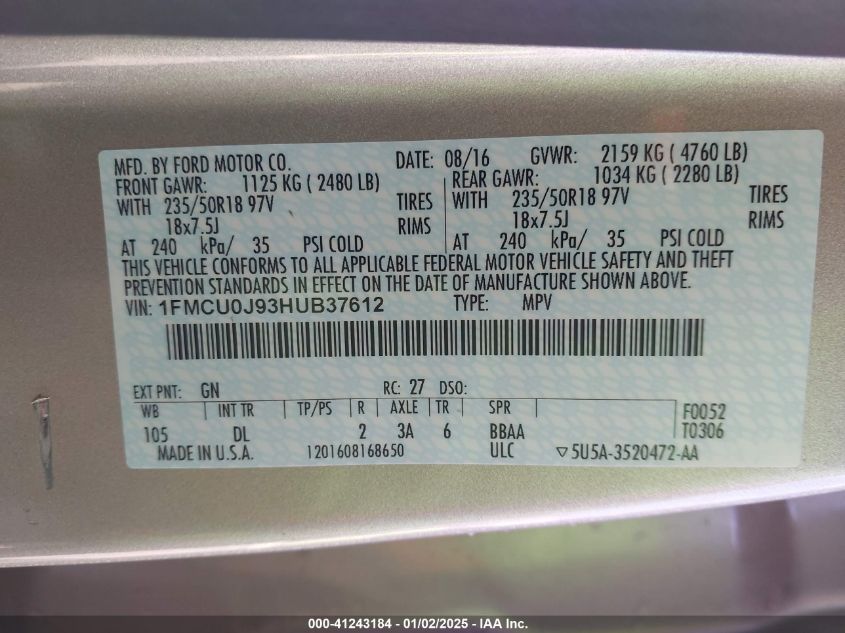 MFD. BY FORD MOTOR CO. DATE: 08/16 GVWR: 2159 KG ( 4760 LB)
FRONT GAWR: 1125 KG ( 2480 LB) REAR GAWR: 1034 KG ( 2280 LB)
WITH 235/50R18 97V TIRES WITH 235/50R18 97V TIRES
18x7.5J RIMS 18x7.5J RIMS
AT 240 kPa/ 35 PSI COLD AT 240 kPa/ 35 PSI COLD
THIS VEHICLE CONFORMS TO ALL APPLICABLE FEDERAL MOTOR VEHICLE SAFETY AND THEFT
PREVENTION STANDARDS IN EFFECT ON THE DATE OF MANUFACTURE SHOWN ABOVE.
VIN: 1FMCU0J93HUB37612 TYPE: MPV
EXT PNT: GN RC: 27 DSO:
WB INT TR TP/PS R AXLE TR SPR F0052
105 DL 2 3A 6 BBAA T0306
MADE IN U.S.A. 1201608168650 ULC ▽5U5A-3520472-AA
000-41243184 - 01/02/2025 - IAA Inc.